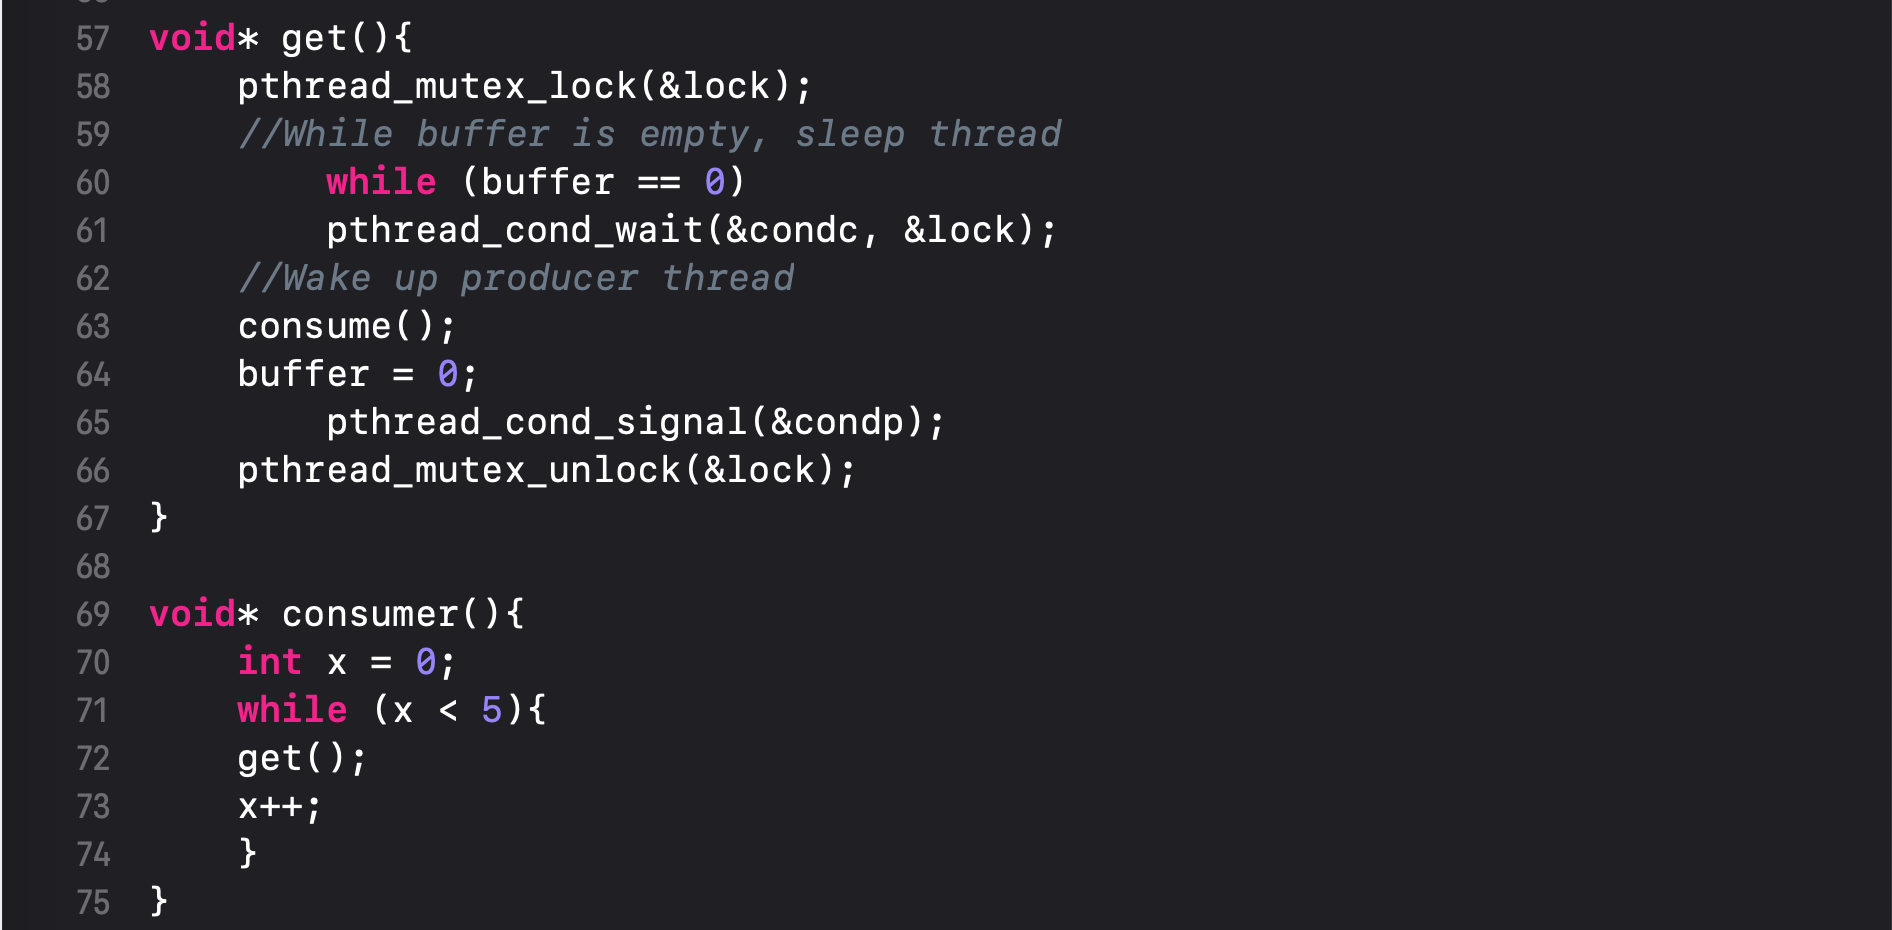 57 void* get(){
58 pthread_mutex_lock(&lock);
59 //While buffer is empty, sleep thread
60 while (buffer == 0)
61 pthread_cond_wait(&condc, &lock);
62 //Wake up producer thread
63 consume();
64 buffer = 0;
65 pthread_cond_signal(&condp);
66 pthread_mutex_unlock(&lock);
67 }
68
69 void* consumer(){
70 int x = 0;
71 while (x < 5){
72 get();
73 x++;
74 }
75 }